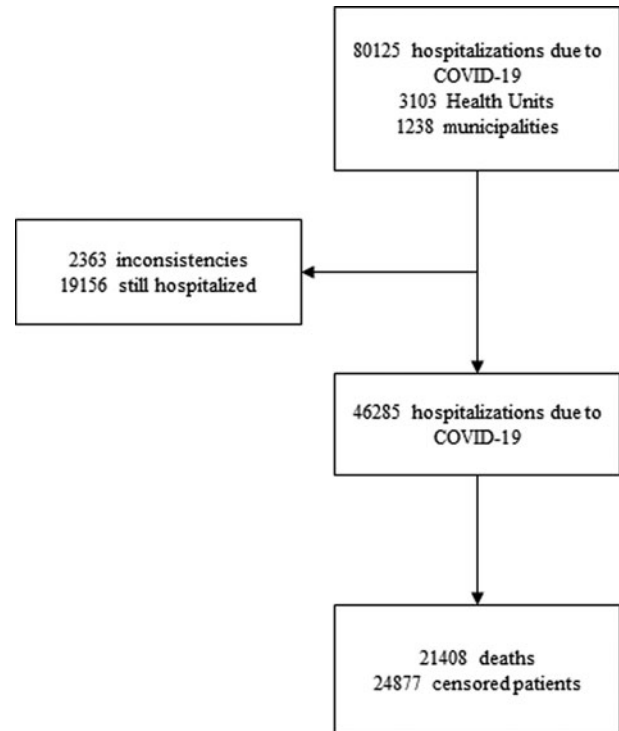 80125 hospitalizations due to
COVID-19
3103 Health Units
1238 municipalities
2363 inconsistencies
19156 still hospitalized
46285 hospitalizations due to
COVID-19
21408 deaths
24877 censored patients